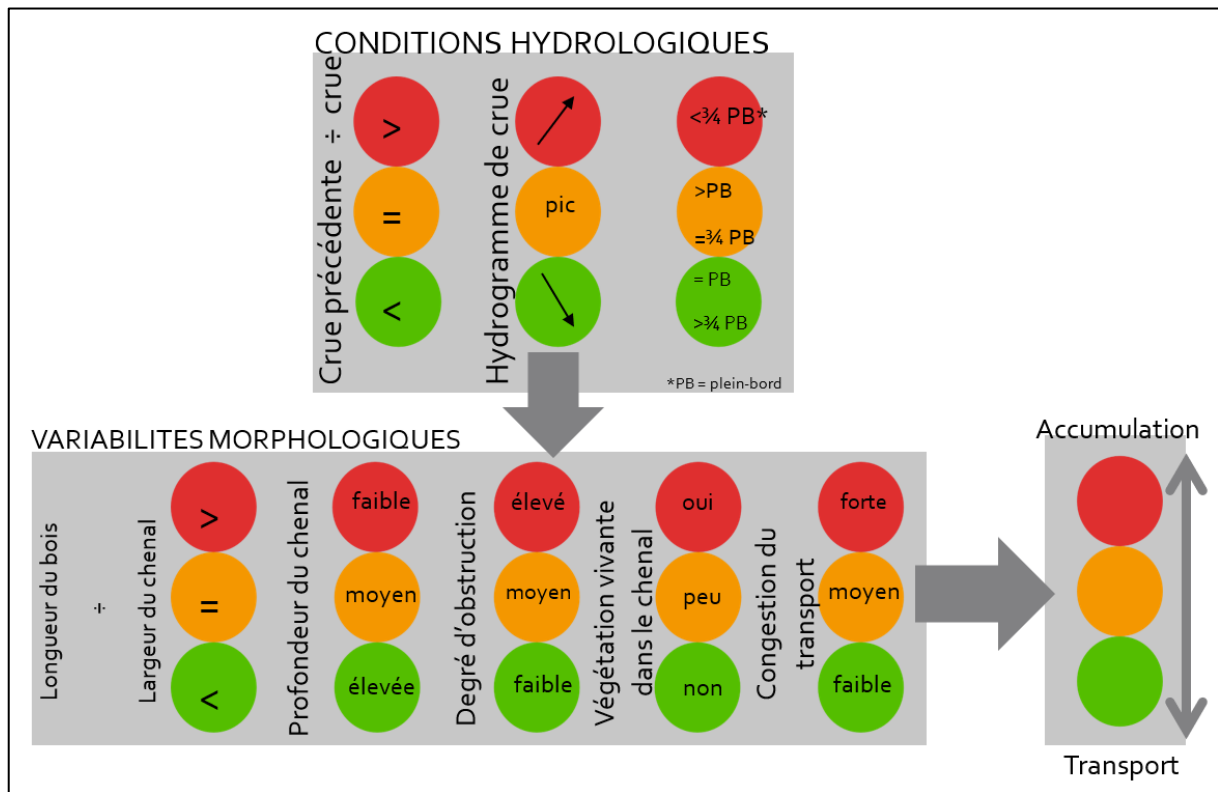 CONDITIONS HYDROLOGIQUES
Crue précédente ÷ crue
>
=
<
Hydrogramme de crue
pic
<¾ PB*
>PB
=¾ PB
= PB
>¾ PB
*PB = plein-bord
VARIABILITES MORPHOLOGIQUES
Longueur du bois
÷
Largeur du chenal
>
=
<
Profondeur du chenal
faible
moyen
élevée
Degré d'obstruction
élevé
moyen
faible
Végétation vivante
dans le chenal
oui
peu
non
Congestion du
transport
forte
moyen
faible
Accumulation
Transport